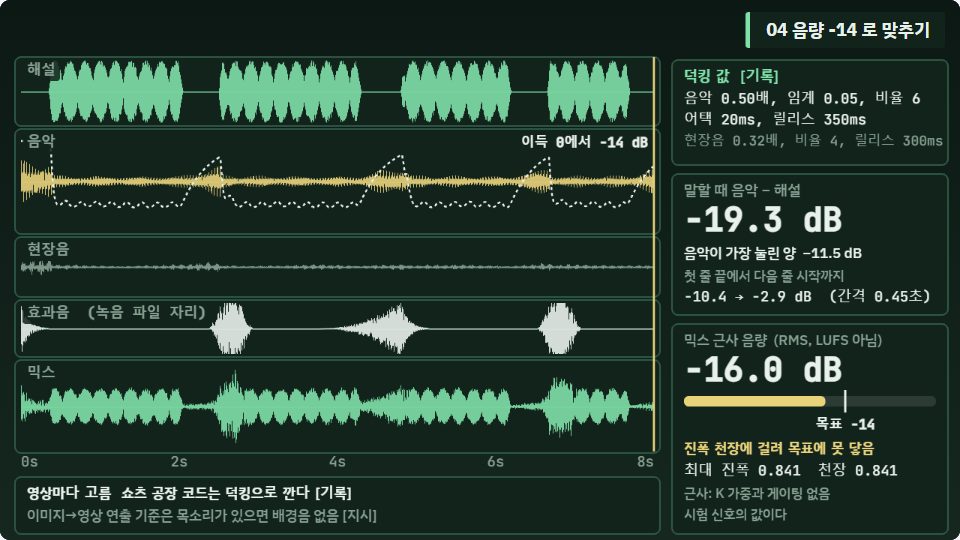 04 음량 -14 로 맞추기
해설
음악
이득 0에서 -14 dB
현장음
효과음 (녹음 파일 자리)
믹스
0s 2s 4s 6s 8s
영상마다 고름 쇼츠 공장 코드는 덕킹으로 깐다 [기록]
이미지→영상 연출 기준은 목소리가 있으면 배경을 없음 [지시]
덕킹 값 [기록]
음악 0.50배, 임계 0.05, 비율 6
어택 20ms, 릴리스 350ms
현장음 0.32배, 비율 4, 릴리스 300ms
말할 때 음악 − 해설
-19.3 dB
음악이 가장 눌린 양 −11.5 dB
첫 줄 끝에서 다음 줄 시작까지
-10.4 → -2.9 dB (간격 0.45초)
믹스 근사 음량 (RMS, LUFS 아님)
-16.0 dB
목표 -14
진폭 천장에 걸려 목표에 못 닿음
최대 진폭 0.841 천장 0.841
근사: K 가중과 게이팅 없음
시험 신호의 값이다